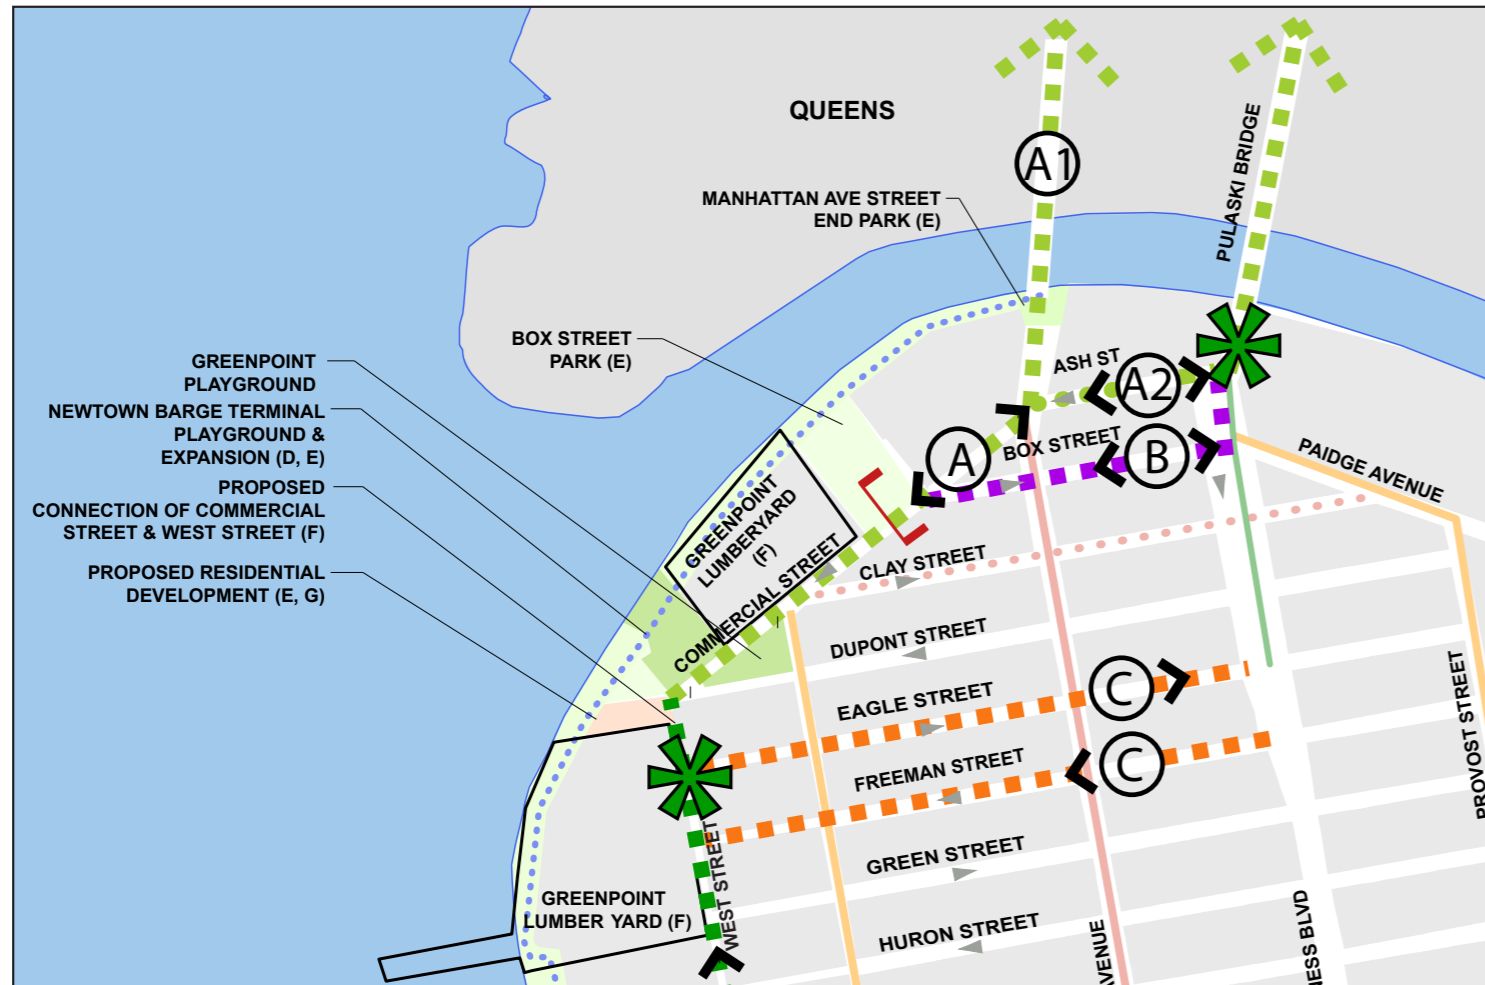 QUEENS
A1
PULASKI BRIDGE
MANHATTAN AVE STREET
END PARK (E)
BOX STREET
PARK (E)
GREENPOINT
PLAYGROUND
NEWTOWN BARGE TERMINAL
PLAYGROUND &
EXPANSION (D, E)
PROPOSED
CONNECTION OF COMMERCIAL
STREET & WEST STREET (F)
PROPOSED RESIDENTIAL
DEVELOPMENT (E, G)
ASH ST
A2
A
BOX STREET
B
PAIDGE AVENUE
GREENPOINT
LUMBERYARD
(F)
COMMERCIAL STREET
CLAY STREET
DUPONT STREET
EAGLE STREET
C
FREEMAN STREET
C
PROVOST STREET
GREEN STREET
WEST STREET
GREENPOINT
LUMBER YARD (F)
HURON STREET
AVENUE
NESS BLVD